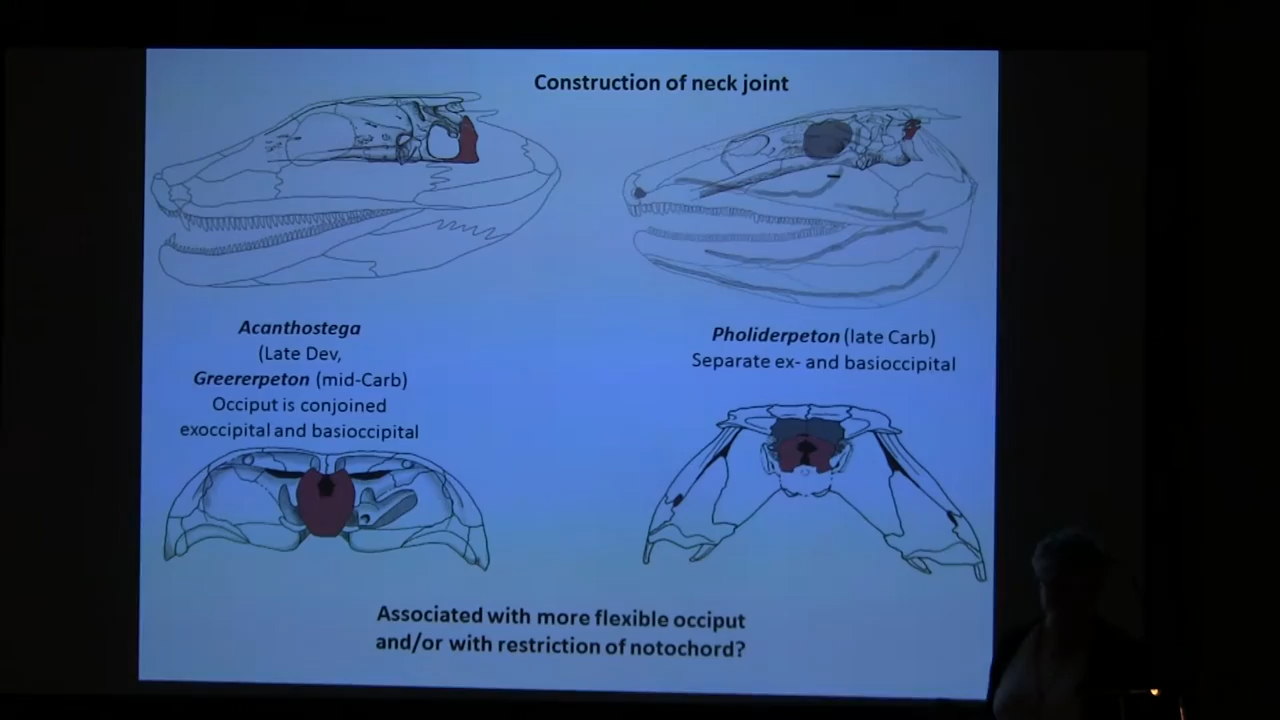 Construction of neck joint
Acanthostega
(Late Dev,
Greererpeton (mid-Carb)
Occiput is conjoined
exoccipital and basioccipital
Pholiderpeton (late Carb)
Separate ex- and basioccipital
Associated with more flexible occiput
and/or with restriction of notochord?